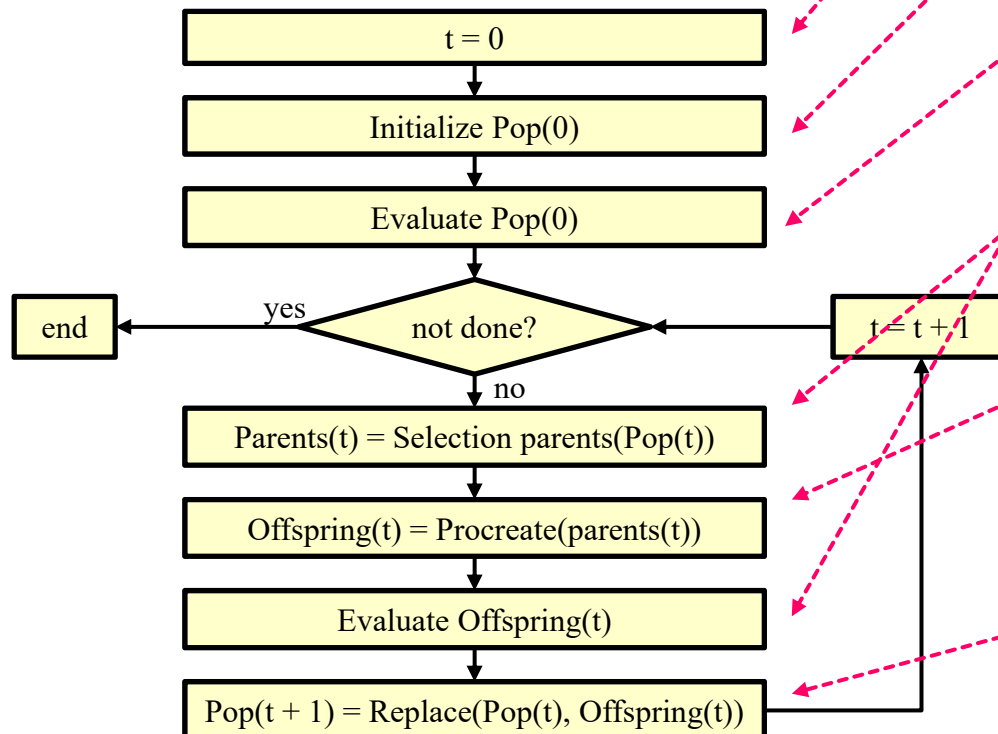 t = 0
Initialize Pop(0)
Evaluate Pop(0)
yes
end
not done?
t = t + 1
no
Parents(t) = Selection parents(Pop(t))
Offspring(t) = Procreate(parents(t))
Evaluate Offspring(t)
Pop(t + 1) = Replace(Pop(t), Offspring(t))